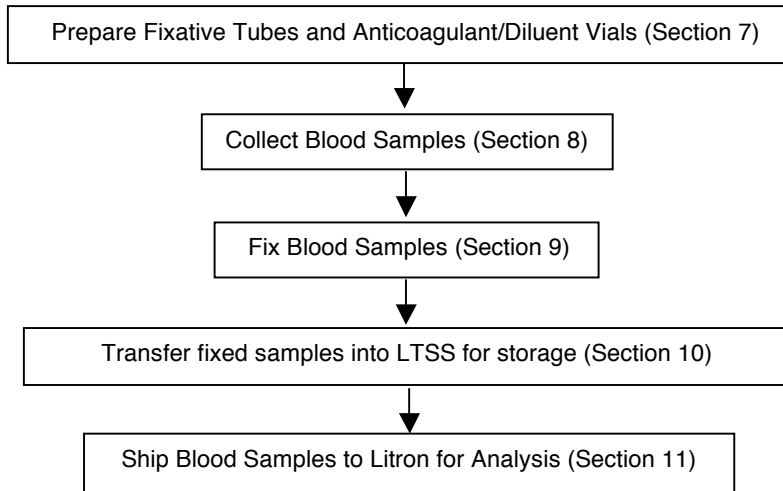 Prepare Fixative Tubes and Anticoagulant/Diluent Vials (Section 7)
Collect Blood Samples (Section 8)
Fix Blood Samples (Section 9)
Transfer fixed samples into LTSS for storage (Section 10)
Ship Blood Samples to Litron for Analysis (Section 11)